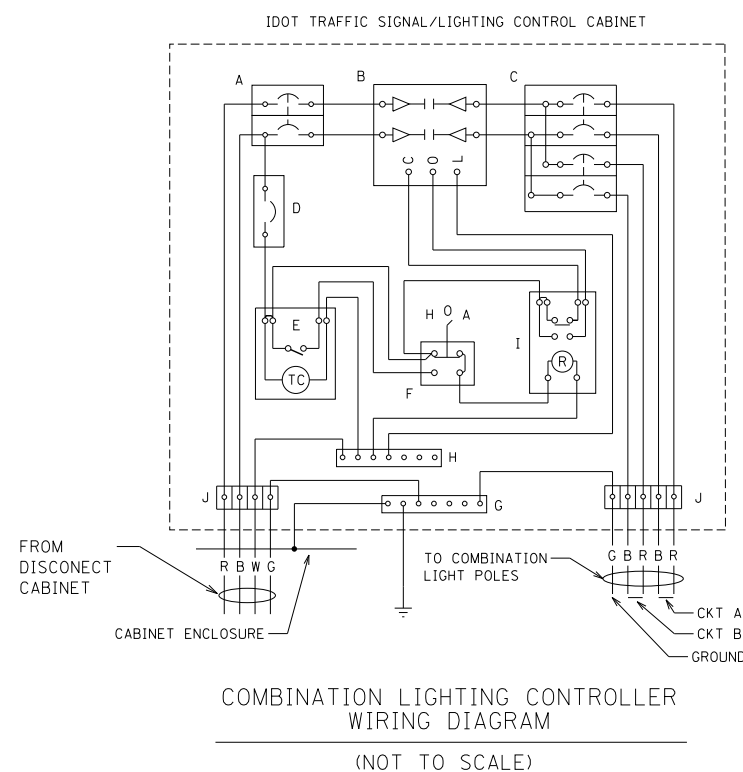 IDOT TRAFFIC SIGNAL/LIGHTING CONTROL CABINET
A
B
C
C O L
D
E
TC
H O A
F
I
R
H
J
G
J
FROM
DISCONECT
CABINET
R B W G
TO COMBINATION
LIGHT POLES
G B R B R
CABINET ENCLOSURE
CKT A
CKT B
GROUND
COMBINATION LIGHTING CONTROLLER
WIRING DIAGRAM
(NOT TO SCALE)